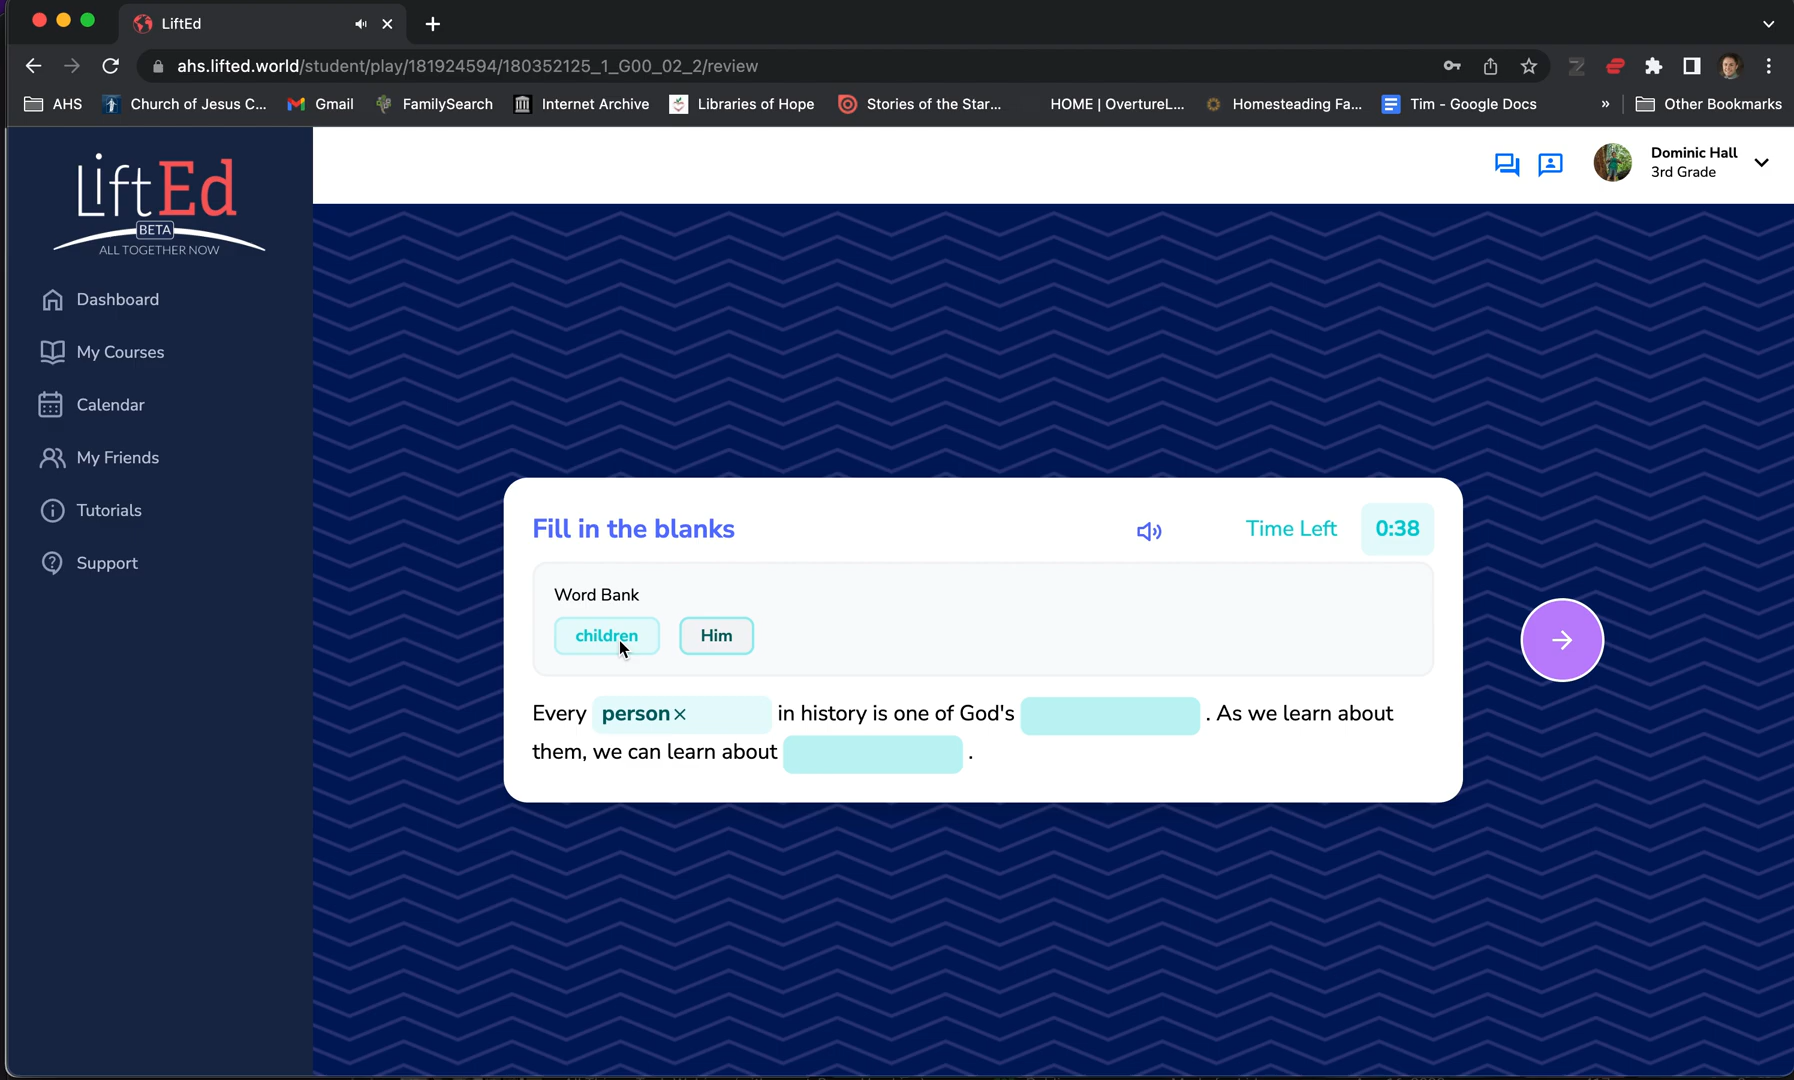 LiftEd
ahs.lifted.world/student/play/181924594/180352125_1_G00_02_2/review
AHS
Church of Jesus C...
Gmail
FamilySearch
Internet Archive
Libraries of Hope
Stories of the Star...
HOME | OvertureL...
Homesteading Fa...
Tim - Google Docs
»
Other Bookmarks
LiftEd
BETA
ALL TOGETHER NOW
Dominic Hall
3rd Grade
Dashboard
My Courses
Calendar
My Friends
Tutorials
Support
Fill in the blanks
Time Left 0:38
Word Bank
children Him
Every person× in history is one of God's . As we learn about
them, we can learn about .